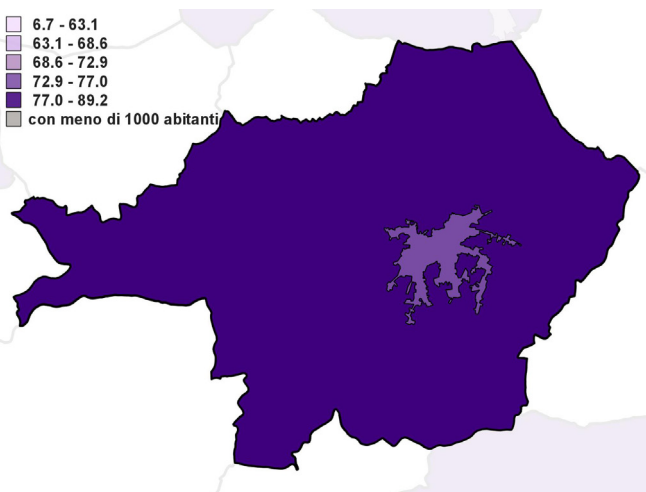 6.7 - 63.1
63.1 - 68.6
68.6 - 72.9
72.9 - 77.0
77.0 - 89.2
con meno di 1000 abitanti